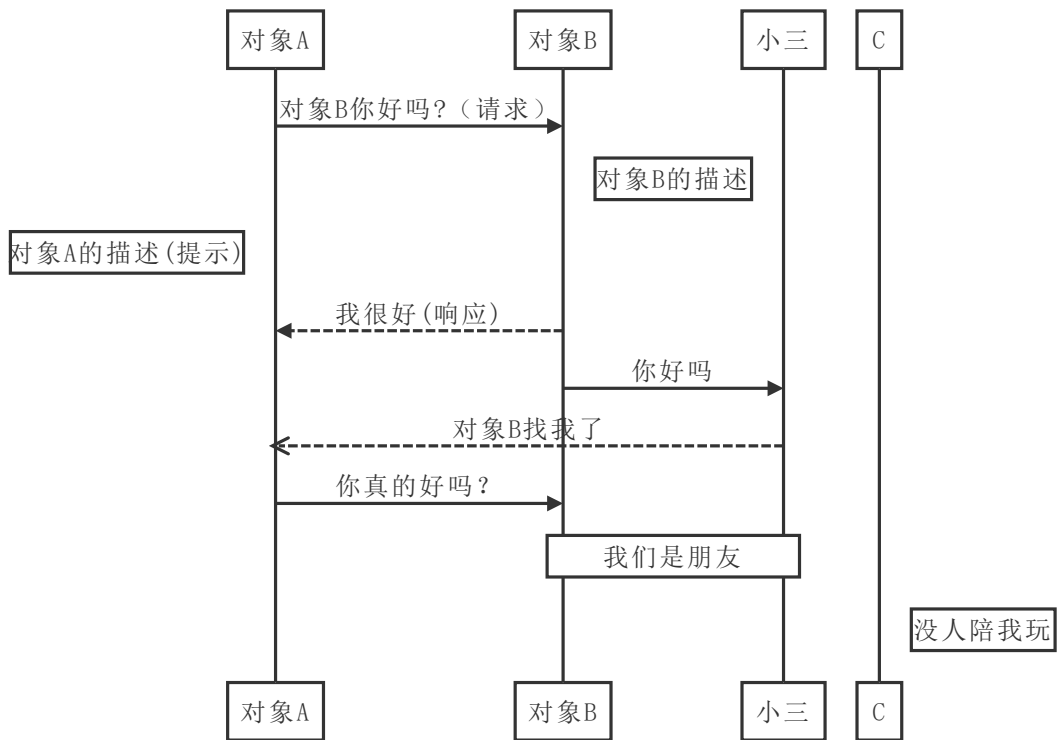 对象A
对象B
小三
C
对象B你好吗?（请求）
对象B的描述
对象A的描述(提示)
我很好(响应)
你好吗
对象B找我了
你真的好吗？
我们是朋友
没人陪我玩
对象A
对象B
小三
C